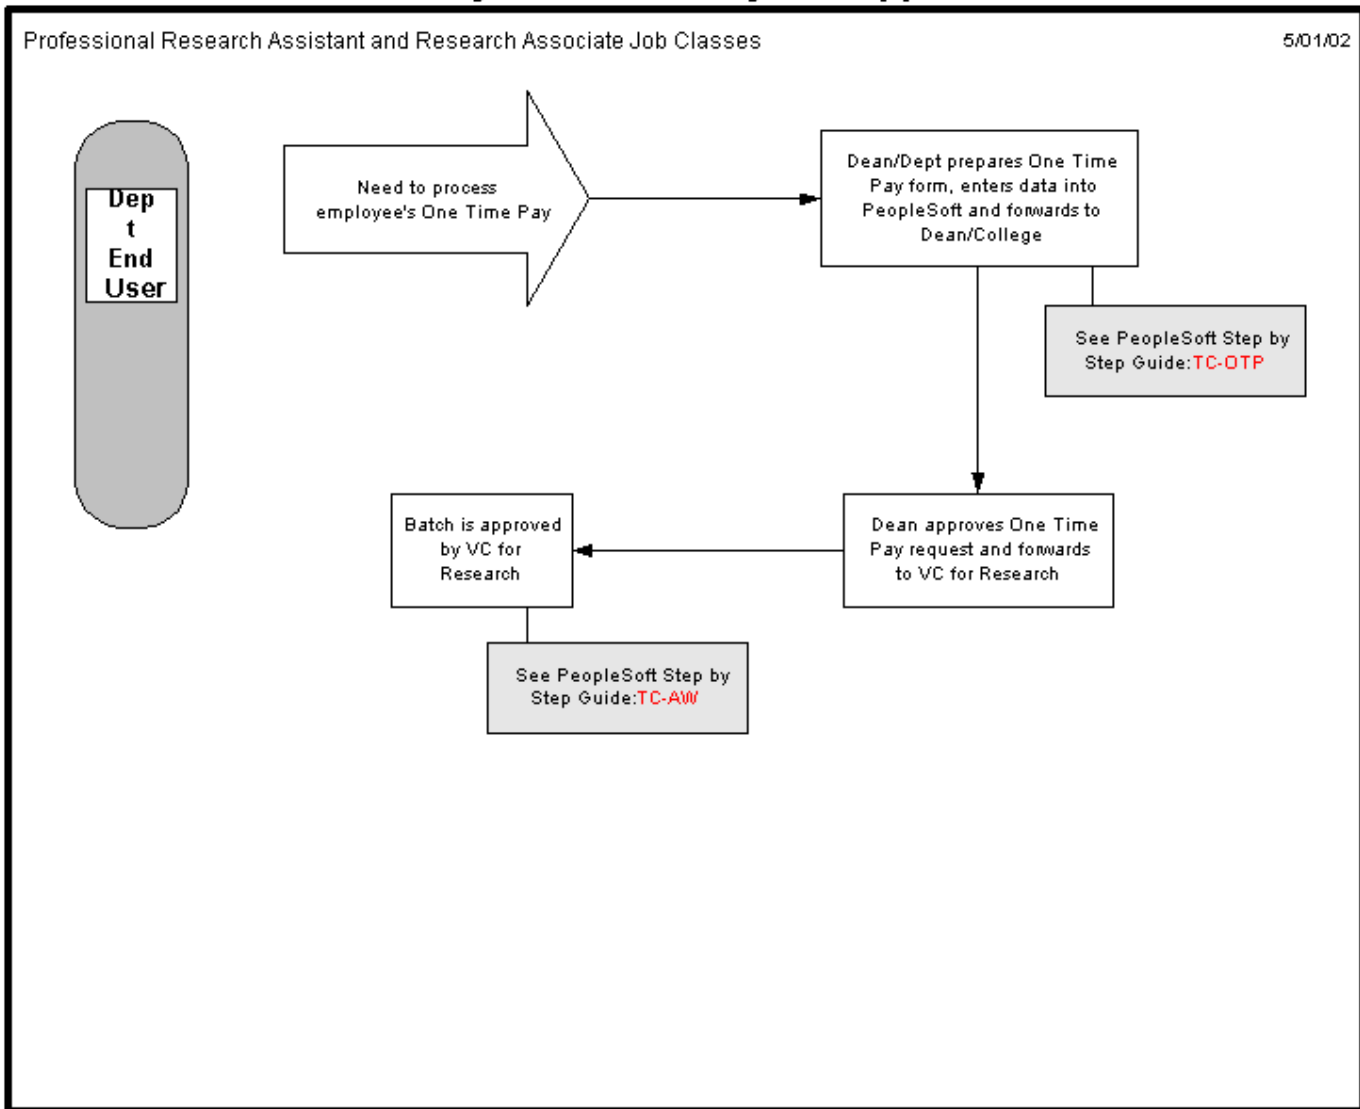 Professional Research Assistant and Research Associate Job Classes
5/01/02
Dep
t
End
User
Need to process
employee's One Time Pay
Dean/Dept prepares One Time
Pay form, enters data into
PeopleSoft and forwards to
Dean/College
See PeopleSoft Step by
Step Guide:TC-OTP
Batch is approved
by VC for
Research
Dean approves One Time
Pay request and forwards
to VC for Research
See PeopleSoft Step by
Step Guide:TC-AW